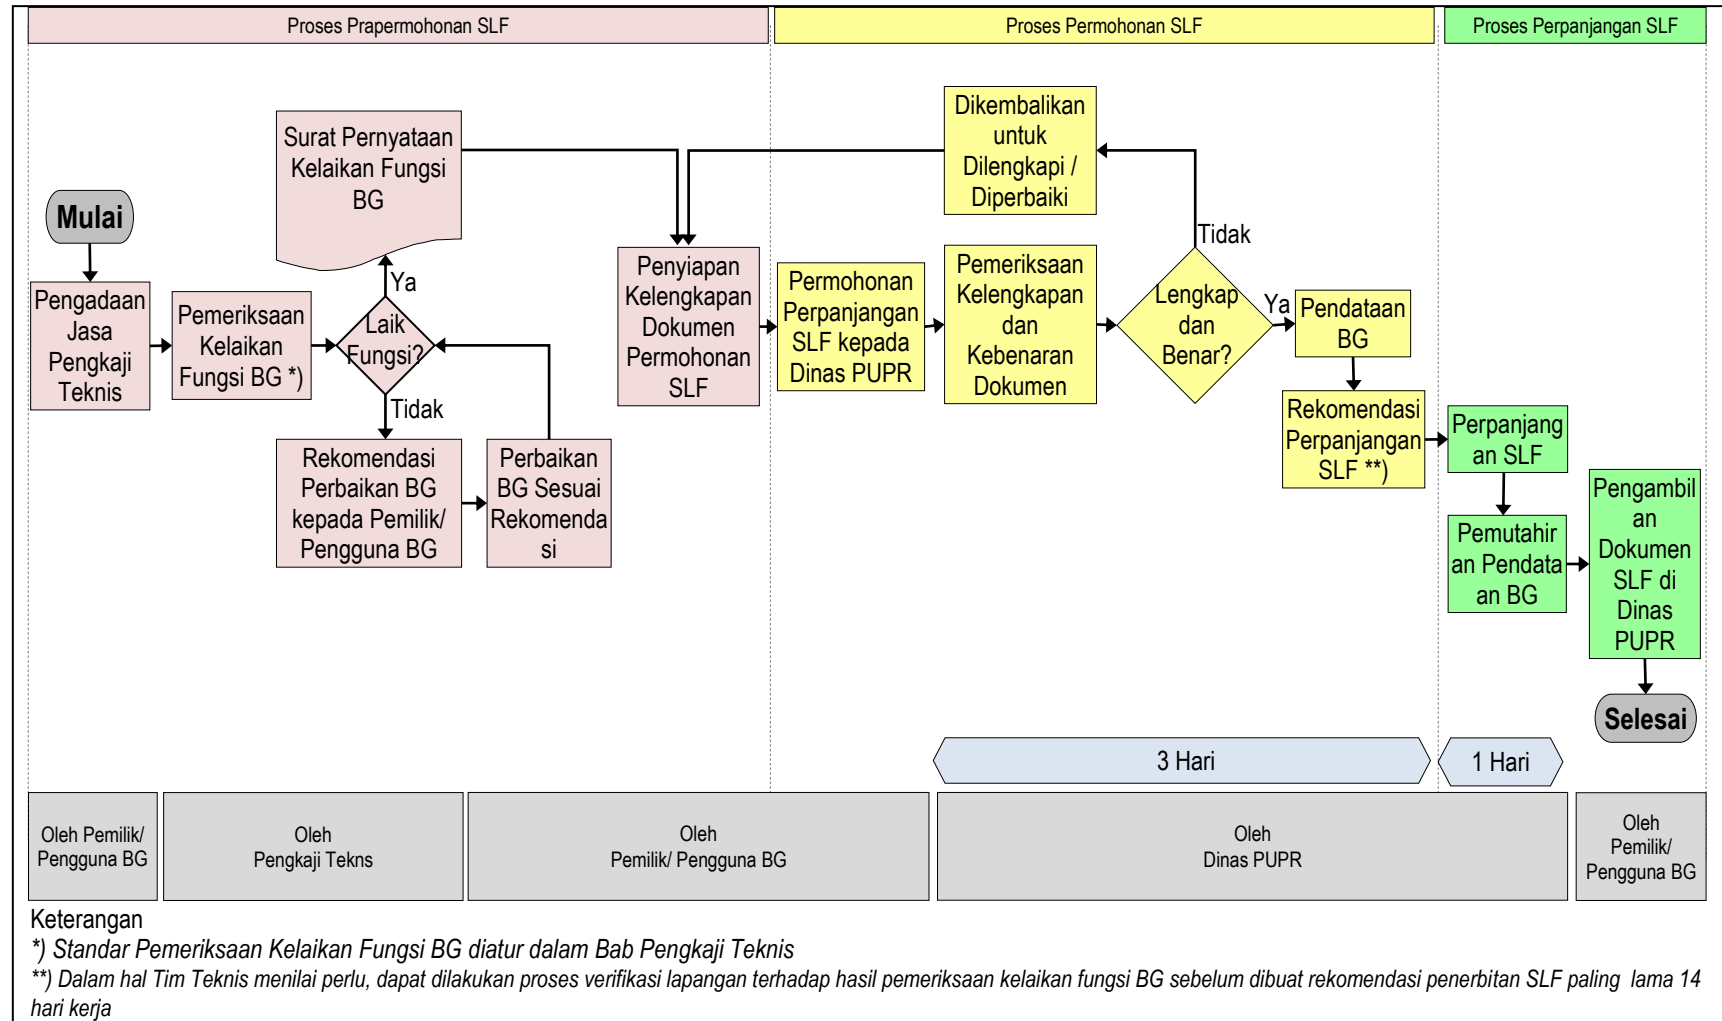 Proses Prapermohonan SLF
Proses Permohonan SLF
Proses Perpanjangan SLF
Mulai
Pengadaan
Jasa
Pengkaji
Teknis
Pemeriksaan
Kelaikan
Fungsi BG *)
Laik
Fungsi?
Ya
Surat Pernyataan
Kelaikan Fungsi
BG
Tidak
Rekomendasi
Perbaikan BG
kepada Pemilik/
Pengguna BG
Perbaikan
BG Sesuai
Rekomenda
si
Penyiapan
Kelengkapan
Dokumen
Permohonan
SLF
Permohonan
Perpanjangan
SLF kepada
Dinas PUPR
Pemeriksaan
Kelengkapan
dan
Kebenaran
Dokumen
Lengkap
dan
Benar?
Tidak
Dikembalikan
untuk
Dilengkapi /
Diperbaiki
Ya
Pendataan
BG
Rekomendasi
Perpanjangan
SLF **)
Perpanjang
an SLF
Pemutahir
an Pendata
an BG
Pengambil
an
Dokumen
SLF di
Dinas
PUPR
Selesai
3 Hari
1 Hari
Oleh Pemilik/
Pengguna BG
Oleh
Pengkaji Tekns
Oleh
Pemilik/ Pengguna BG
Oleh
Dinas PUPR
Oleh
Pemilik/
Pengguna BG
Keterangan
*) Standar Pemeriksaan Kelaikan Fungsi BG diatur dalam Bab Pengkaji Teknis
**) Dalam hal Tim Teknis menilai perlu, dapat dilakukan proses verifikasi lapangan terhadap hasil pemeriksaan kelaikan fungsi BG sebelum dibuat rekomendasi penerbitan SLF paling lama 14
hari kerja